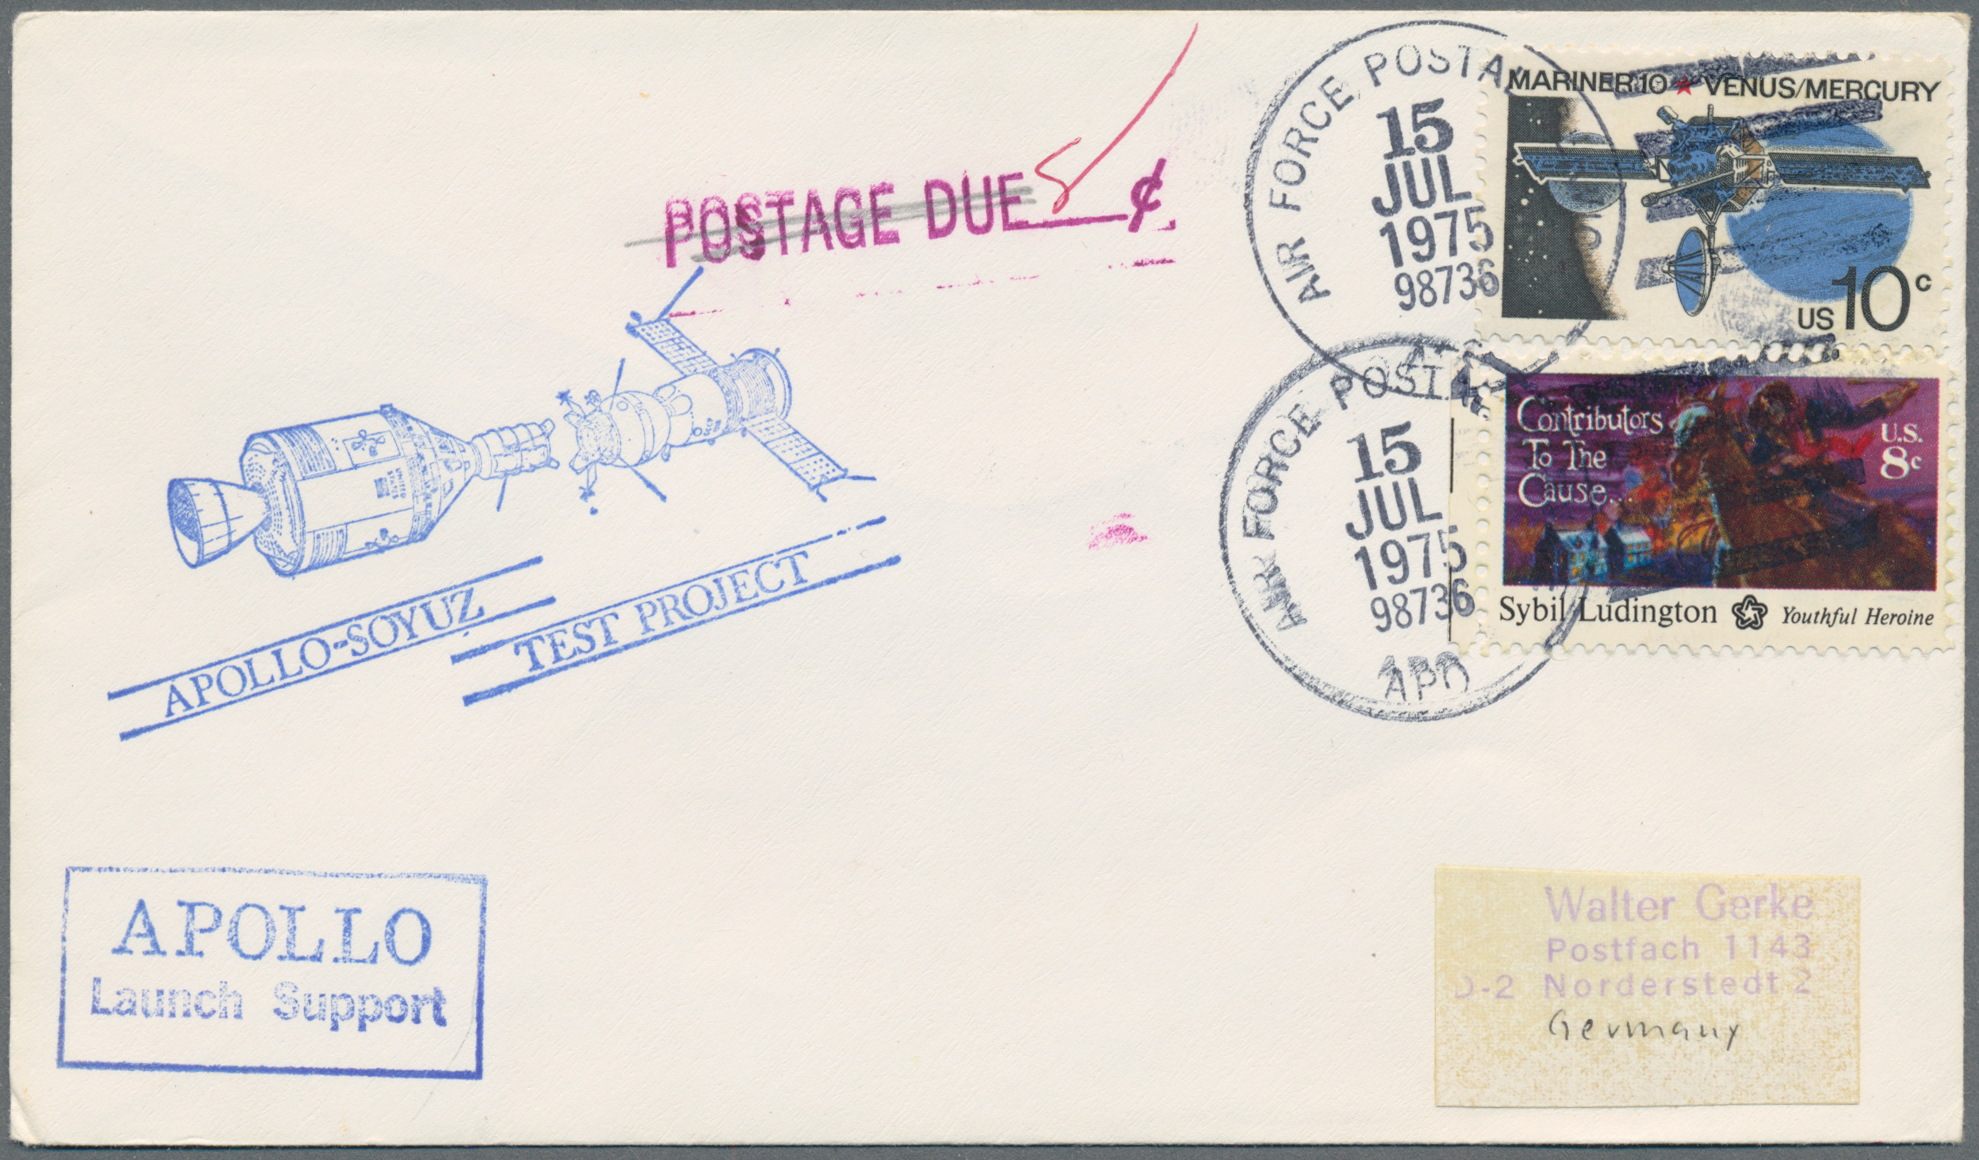 POSTAGE DUE 8 ¢
AIR FORCE POSTAL
15
JUL
1975
98736
MARINER 10 ★ VENUS/MERCURY
US 10c
AIR FORCE POSTAL
15
JUL
1975
98736
APO
Contributors
To The
Cause...
U.S.
8c
Sybil Ludington Youthful Heroine
APOLLO-SOYUZ
TEST PROJECT
APOLLO
Launch Support
Walter Gerke
Postfach 1143
D-2 Norderstedt 2
Germany